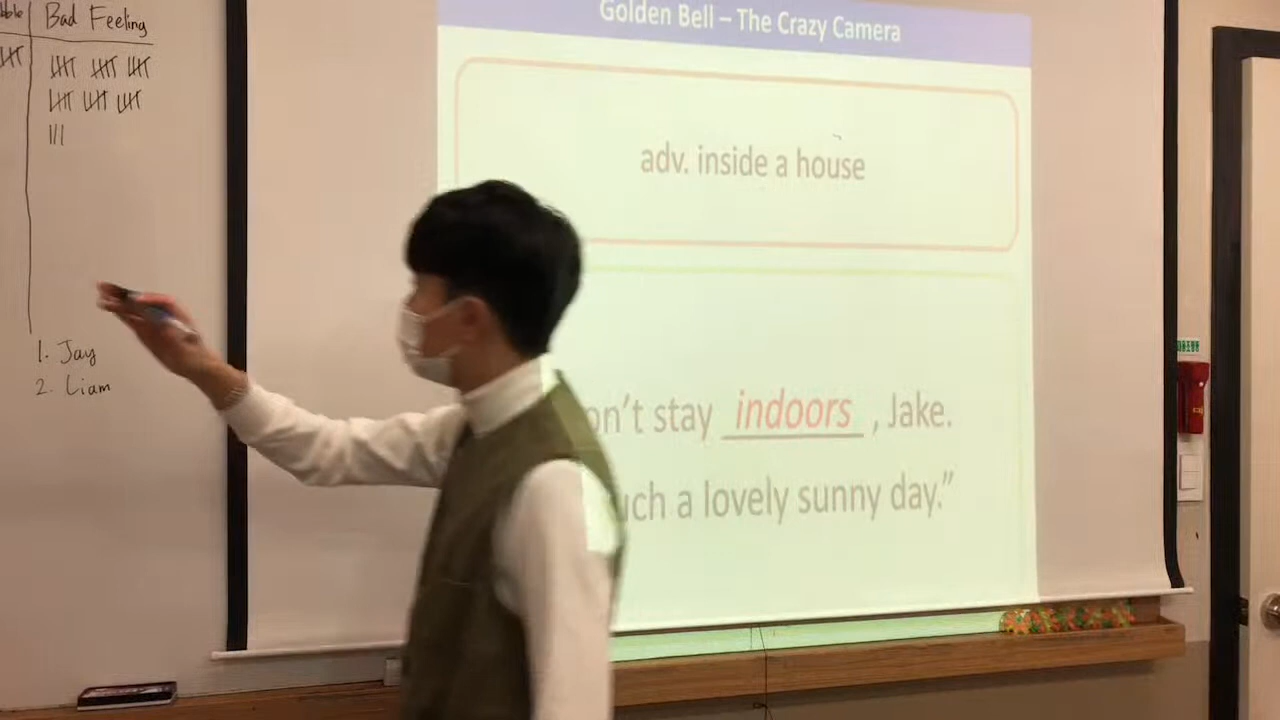 bble Bad Feeling
1. Jay
2. Liam
Golden Bell – The Crazy Camera
adv. inside a house
on't stay indoors , Jake.
uch a lovely sunny day.”